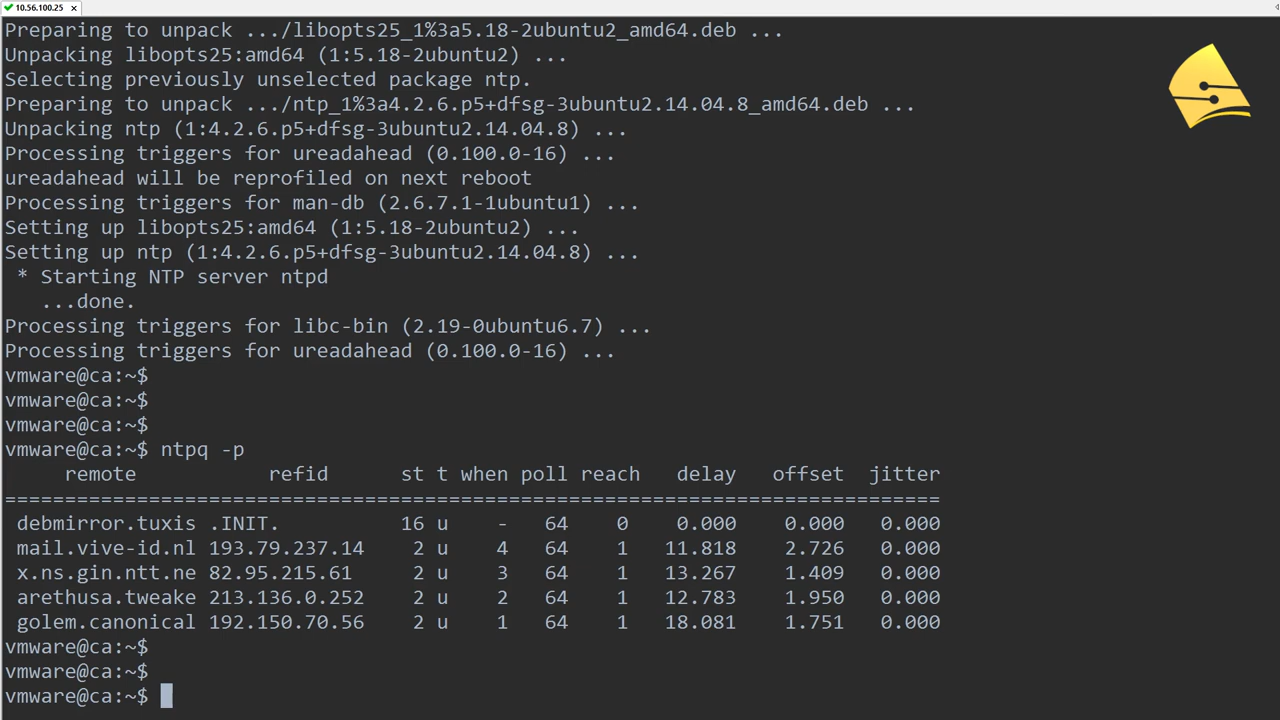 10.56.100.25
Preparing to unpack .../libopts25_1%3a5.18-2ubuntu2_amd64.deb ...
Unpacking libopts25:amd64 (1:5.18-2ubuntu2) ...
Selecting previously unselected package ntp.
Preparing to unpack .../ntp_1%3a4.2.6.p5+dfsg-3ubuntu2.14.04.8_amd64.deb ...
Unpacking ntp (1:4.2.6.p5+dfsg-3ubuntu2.14.04.8) ...
Processing triggers for ureadahead (0.100.0-16) ...
ureadahead will be reprofiled on next reboot
Processing triggers for man-db (2.6.7.1-1ubuntu1) ...
Setting up libopts25:amd64 (1:5.18-2ubuntu2) ...
Setting up ntp (1:4.2.6.p5+dfsg-3ubuntu2.14.04.8) ...
 * Starting NTP server ntpd
   ...done.
Processing triggers for libc-bin (2.19-0ubuntu6.7) ...
Processing triggers for ureadahead (0.100.0-16) ...
vmware@ca:~$
vmware@ca:~$
vmware@ca:~$
vmware@ca:~$ ntpq -p
     remote           refid      st t when poll reach   delay   offset  jitter
==============================================================================
 debmirror.tuxis .INIT.          16 u    -   64    0    0.000    0.000   0.000
 mail.vive-id.nl 193.79.237.14    2 u    4   64    1   11.818    2.726   0.000
 x.ns.gin.ntt.ne 82.95.215.61     2 u    3   64    1   13.267    1.409   0.000
 arethusa.tweake 213.136.0.252    2 u    2   64    1   12.783    1.950   0.000
 golem.canonical 192.150.70.56    2 u    1   64    1   18.081    1.751   0.000
vmware@ca:~$
vmware@ca:~$
vmware@ca:~$